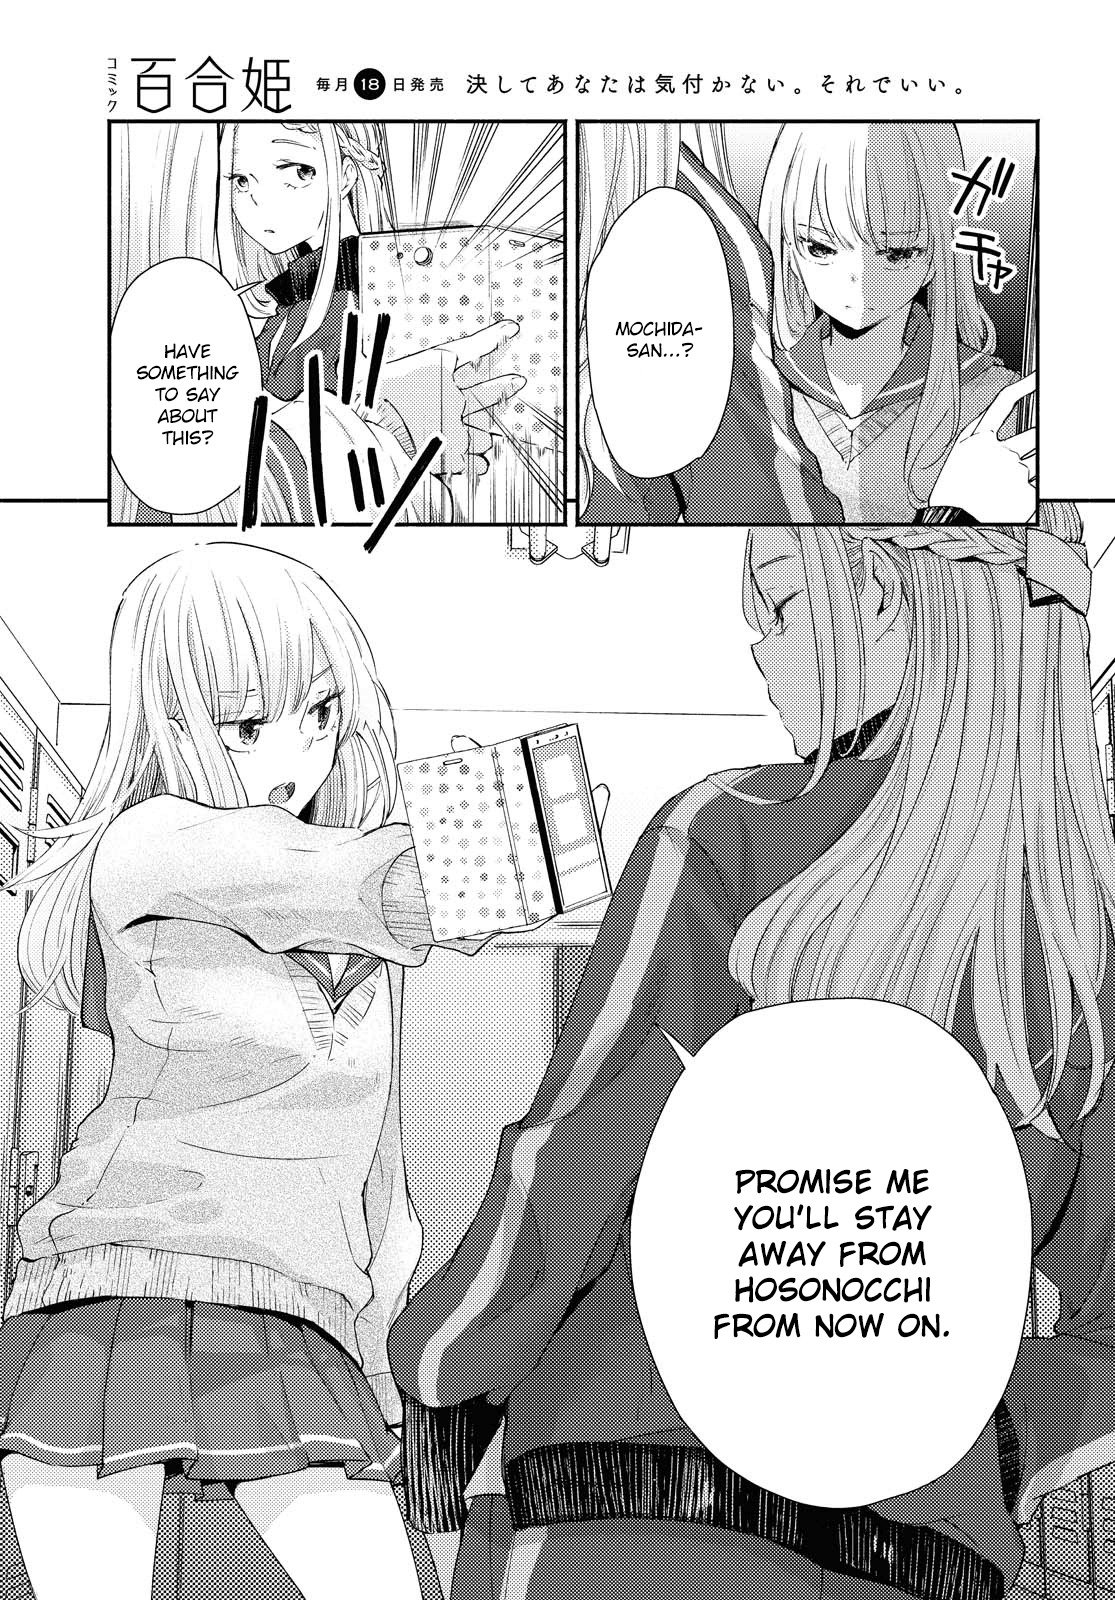 コミック
百合姫
毎月18日発売
決してあなたは気付かない。それでいい。
ガチャ
MOCHIDA-
SAN...?
HAVE
SOMETHING
TO SAY
ABOUT
THIS?
バン
PROMISE ME
YOU'LL STAY
AWAY FROM
HOSONOCCHI
FROM NOW ON.